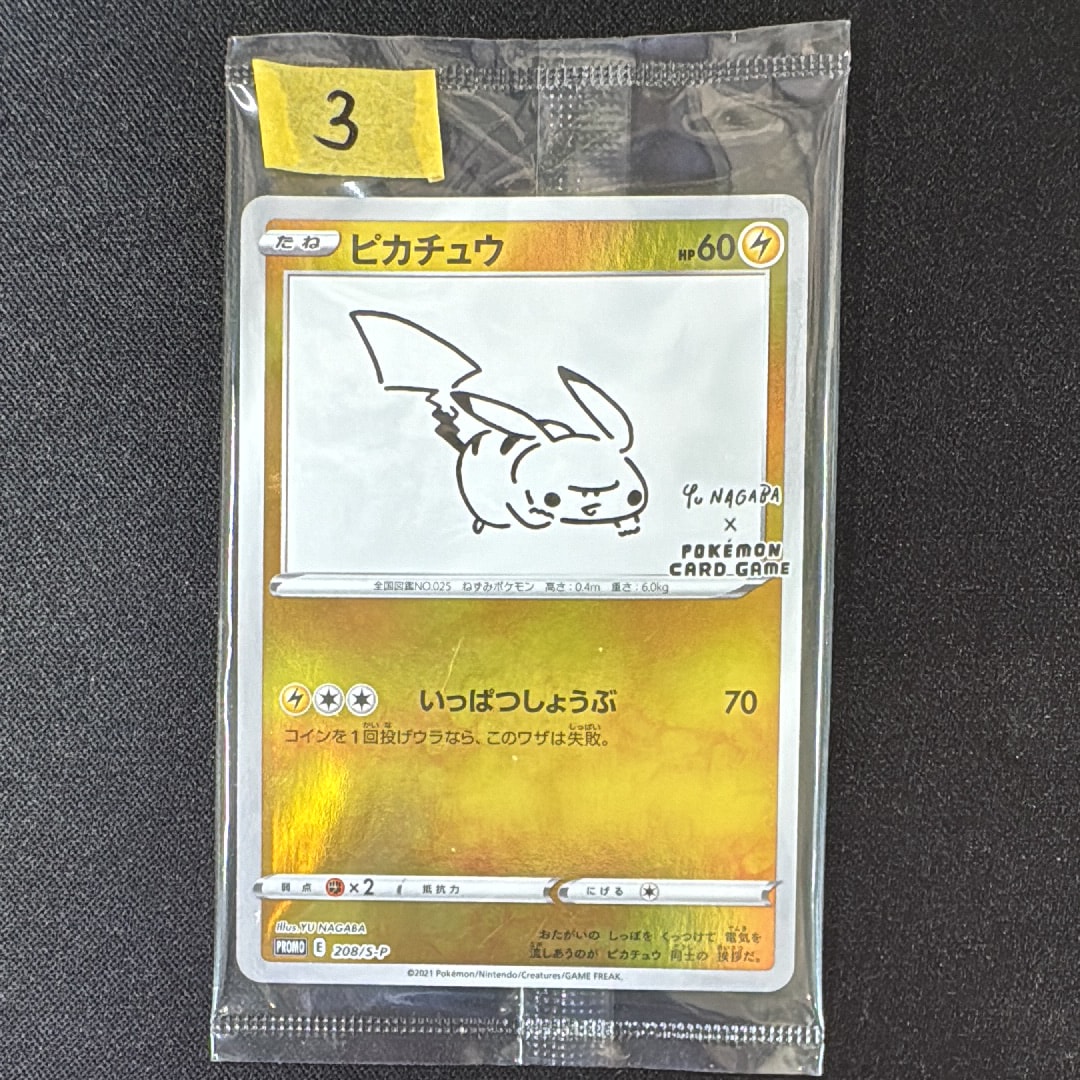 3
たね ピカチュウ HP60
Yu NAGABA
×
POKÉMON
CARD GAME
全国図鑑NO.025 ねずみポケモン 高さ：0.4m 重さ：6.0kg
いっぱつしょうぶ 70
コインを1回投げウラなら、このワザは失敗。
弱点 ×2 抵抗力 にげる
Illus. YU NAGABA
PROMO E 208/S-P
おたがいの しっぽを くっつけて 電気を
流しあうのが ピカチュウ 同士の 挨拶だ。
©2021 Pokémon/Nintendo/Creatures/GAME FREAK.